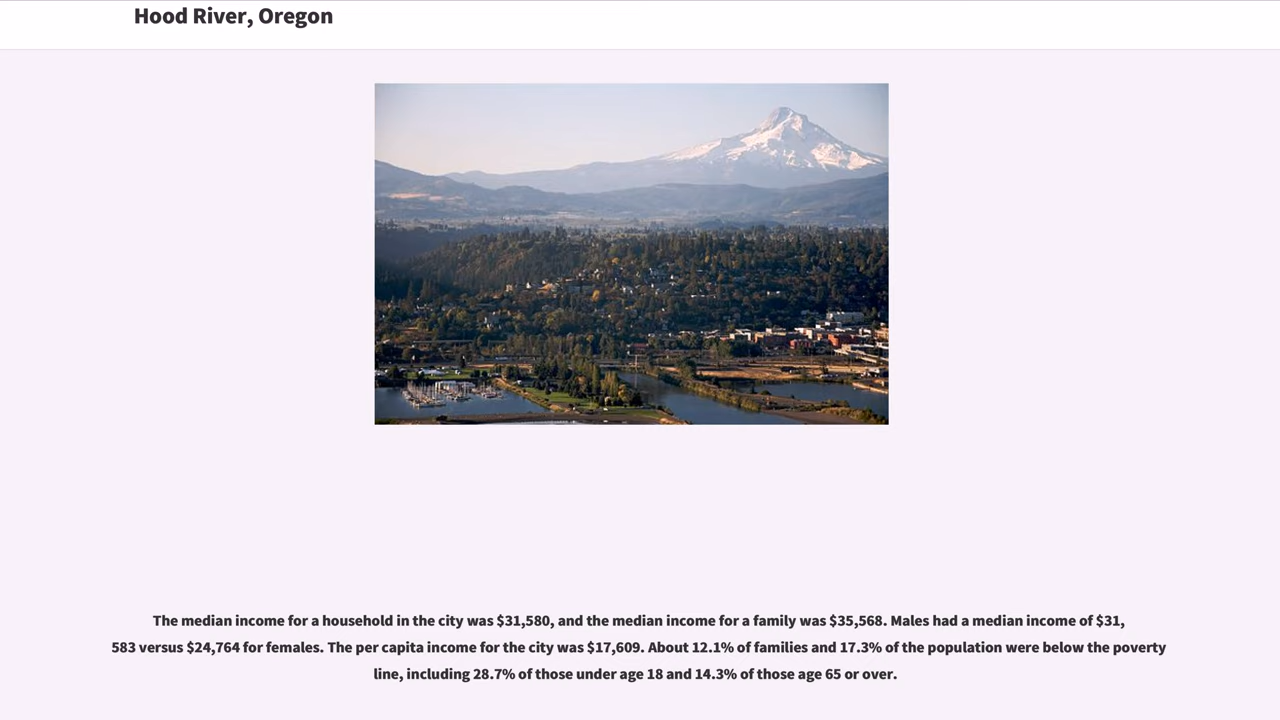 Hood River, Oregon
The median income for a household in the city was $31,580, and the median income for a family was $35,568. Males had a median income of $31,
583 versus $24,764 for females. The per capita income for the city was $17,609. About 12.1% of families and 17.3% of the population were below the poverty
line, including 28.7% of those under age 18 and 14.3% of those age 65 or over.